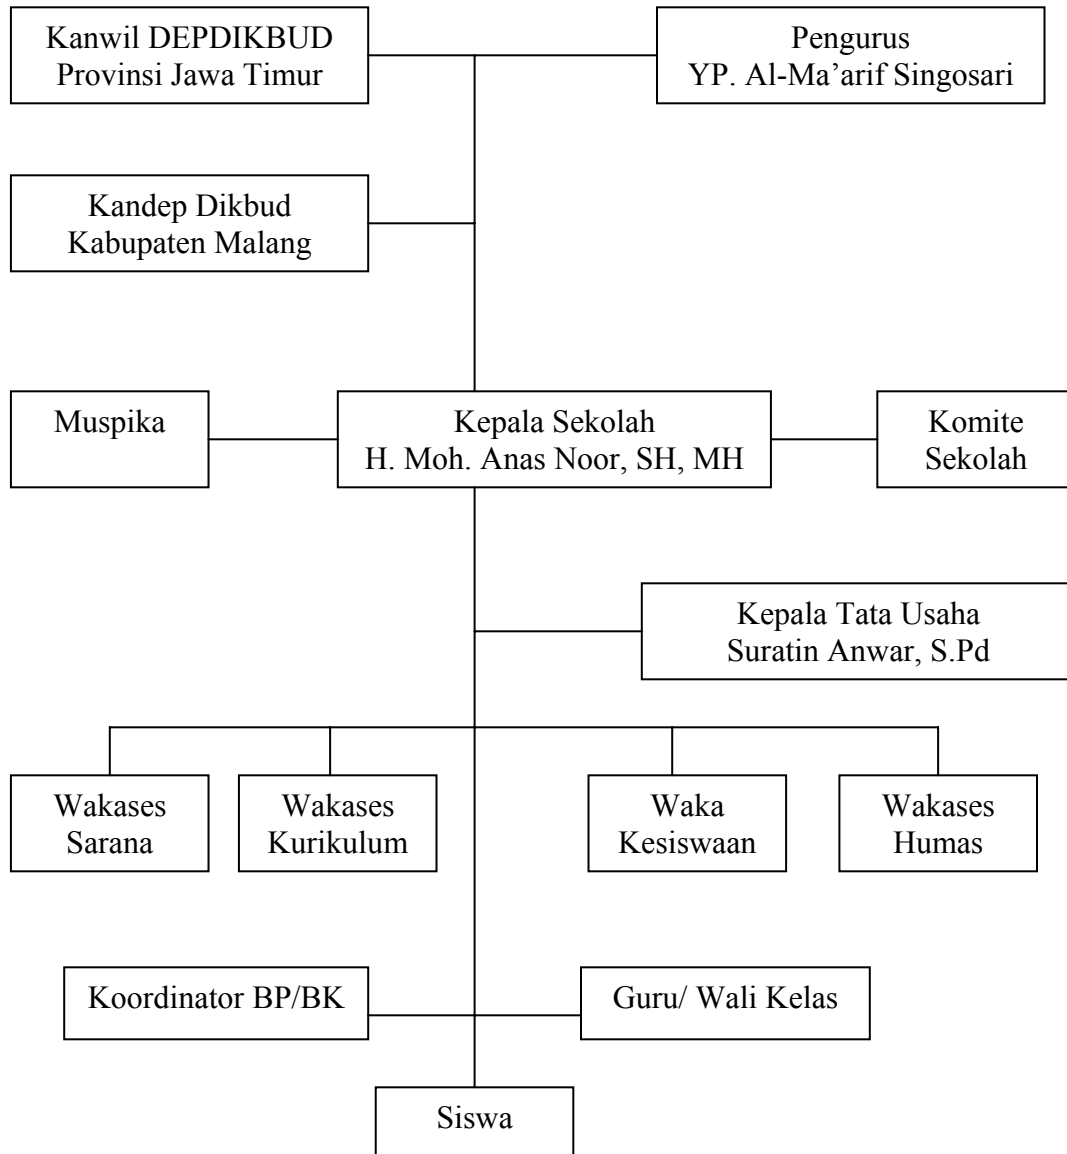 Kanwil DEPDIKBUD
Provinsi Jawa Timur
Pengurus
YP. Al-Ma’arif Singosari
Kandep Dikbud
Kabupaten Malang
Muspika
Kepala Sekolah
H. Moh. Anas Noor, SH, MH
Komite
Sekolah
Kepala Tata Usaha
Suratin Anwar, S.Pd
Wakases
Sarana
Wakases
Kurikulum
Waka
Kesiswaan
Wakases
Humas
Koordinator BP/BK
Guru/ Wali Kelas
Siswa